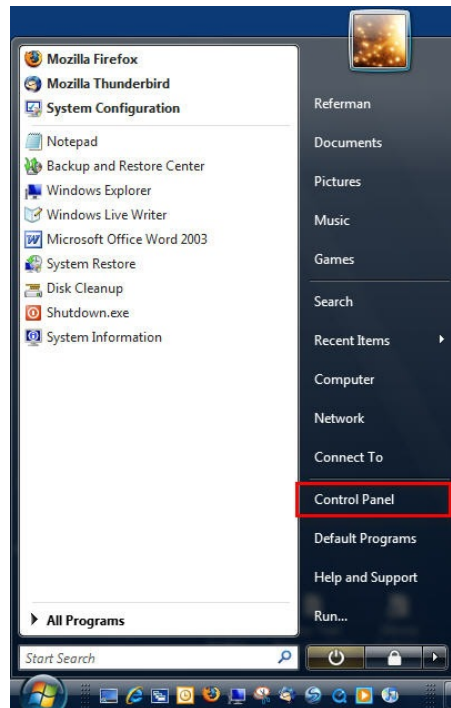 Mozilla Firefox
Mozilla Thunderbird
System Configuration
Notepad
Backup and Restore Center
Windows Explorer
Windows Live Writer
Microsoft Office Word 2003
System Restore
Disk Cleanup
Shutdown.exe
System Information
All Programs
Start Search
Referman
Documents
Pictures
Music
Games
Search
Recent Items
Computer
Network
Connect To
Control Panel
Default Programs
Help and Support
Run...